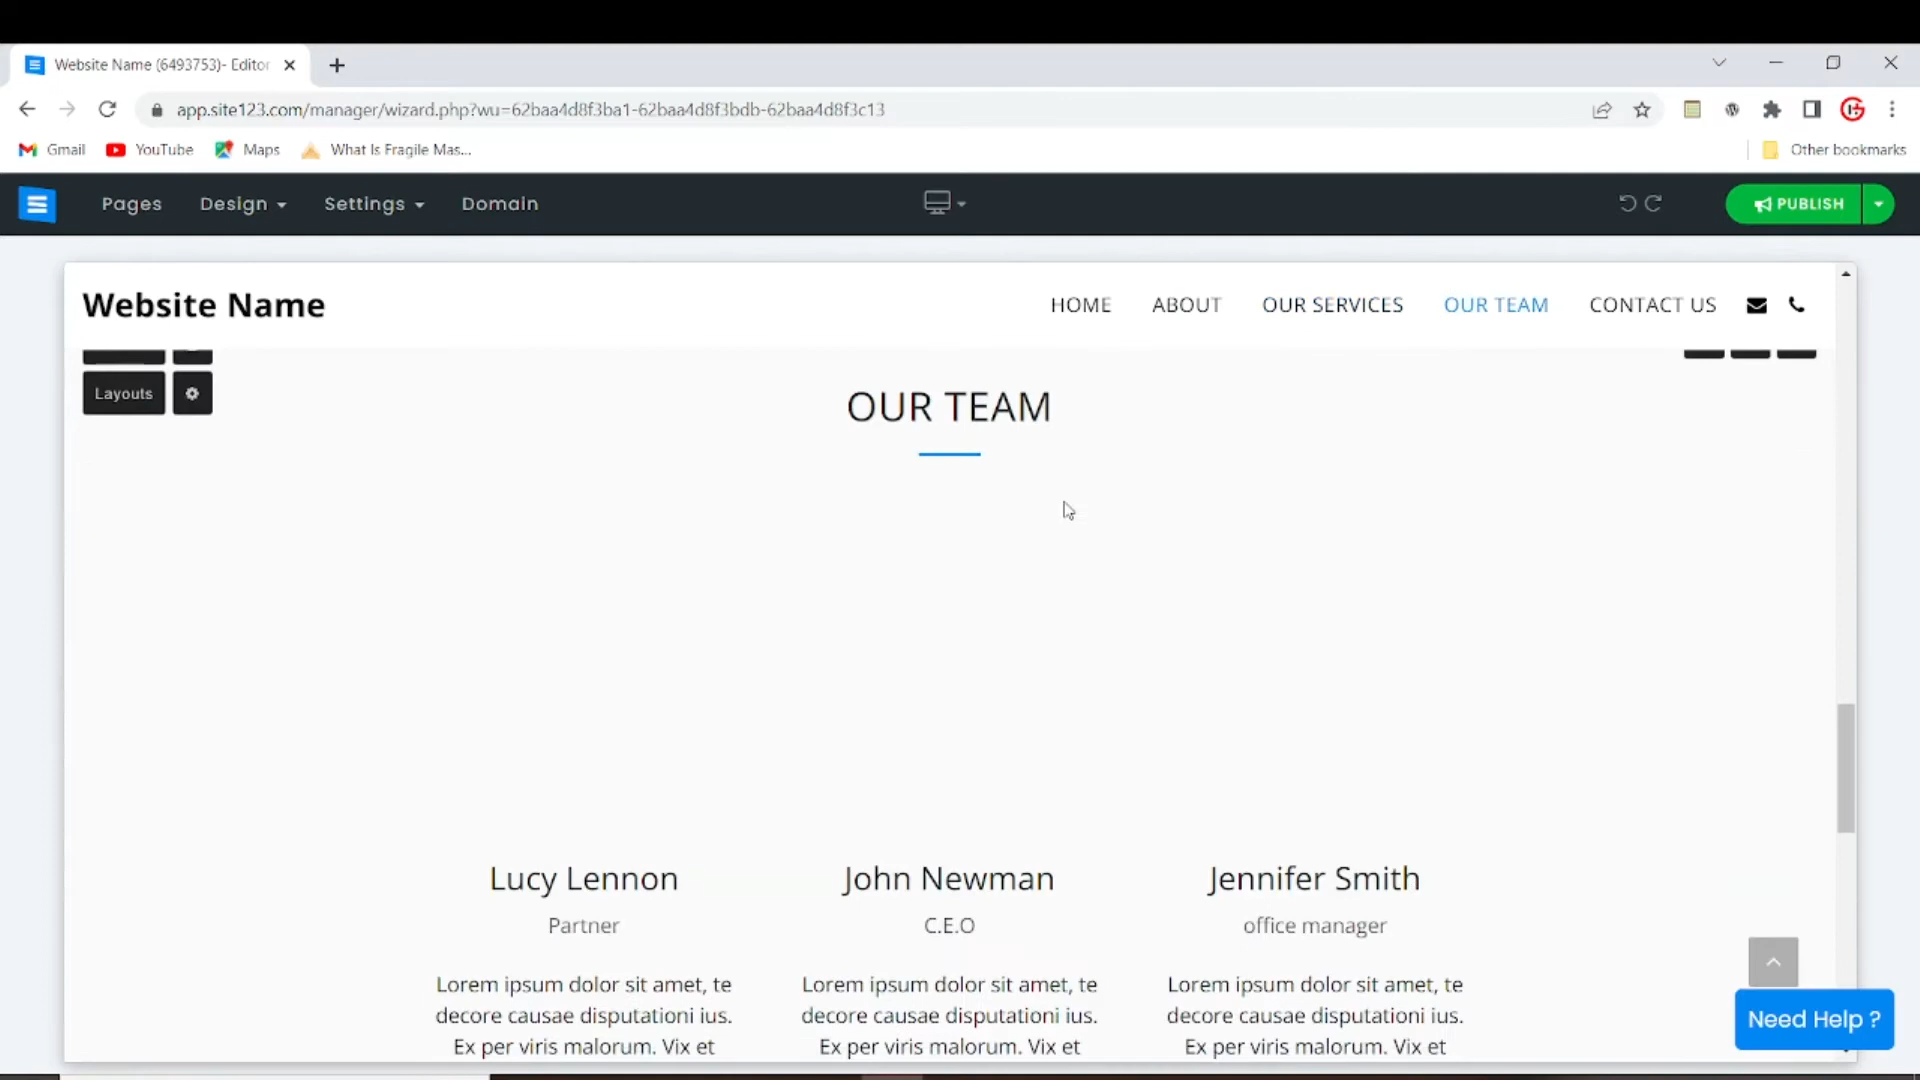 Website Name (6493753)- Editor
app.site123.com/manager/wizard.php?wu=62baa4d8f3ba1-62baa4d8f3bdb-62baa4d8f3c13
Gmail YouTube Maps What Is Fragile Mas... Other bookmarks
Pages Design Settings Domain PUBLISH
Website Name HOME ABOUT OUR SERVICES OUR TEAM CONTACT US
Layouts
OUR TEAM
Lucy Lennon John Newman Jennifer Smith
Partner C.E.O office manager
Lorem ipsum dolor sit amet, te Lorem ipsum dolor sit amet, te Lorem ipsum dolor sit amet, te
decore causae disputationi ius. decore causae disputationi ius. decore causae disputationi ius.
Ex per viris malorum. Vix et Ex per viris malorum. Vix et Ex per viris malorum. Vix et
Need Help ?